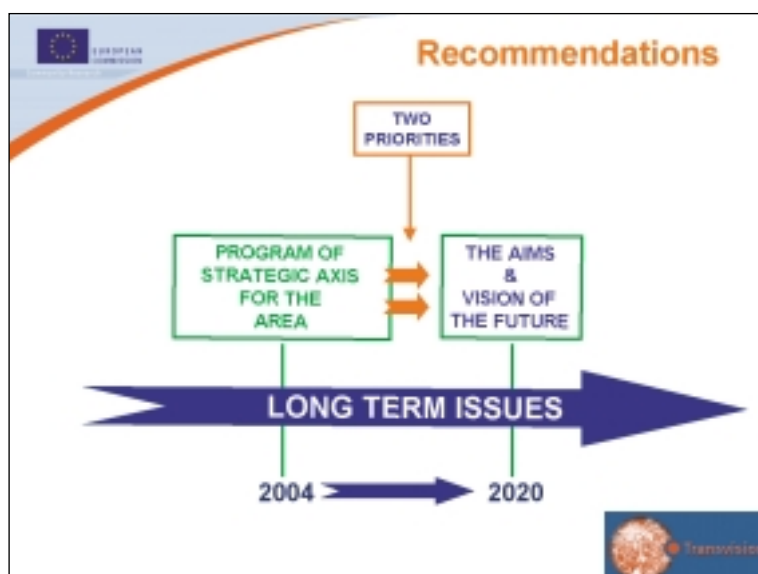 EUROPEAN
COMMISSION
Recommendations
TWO
PRIORITIES
PROGRAM OF
STRATEGIC AXIS
FOR THE
AREA
THE AIMS
&
VISION OF
THE FUTURE
LONG TERM ISSUES
2004
2020
Transvision